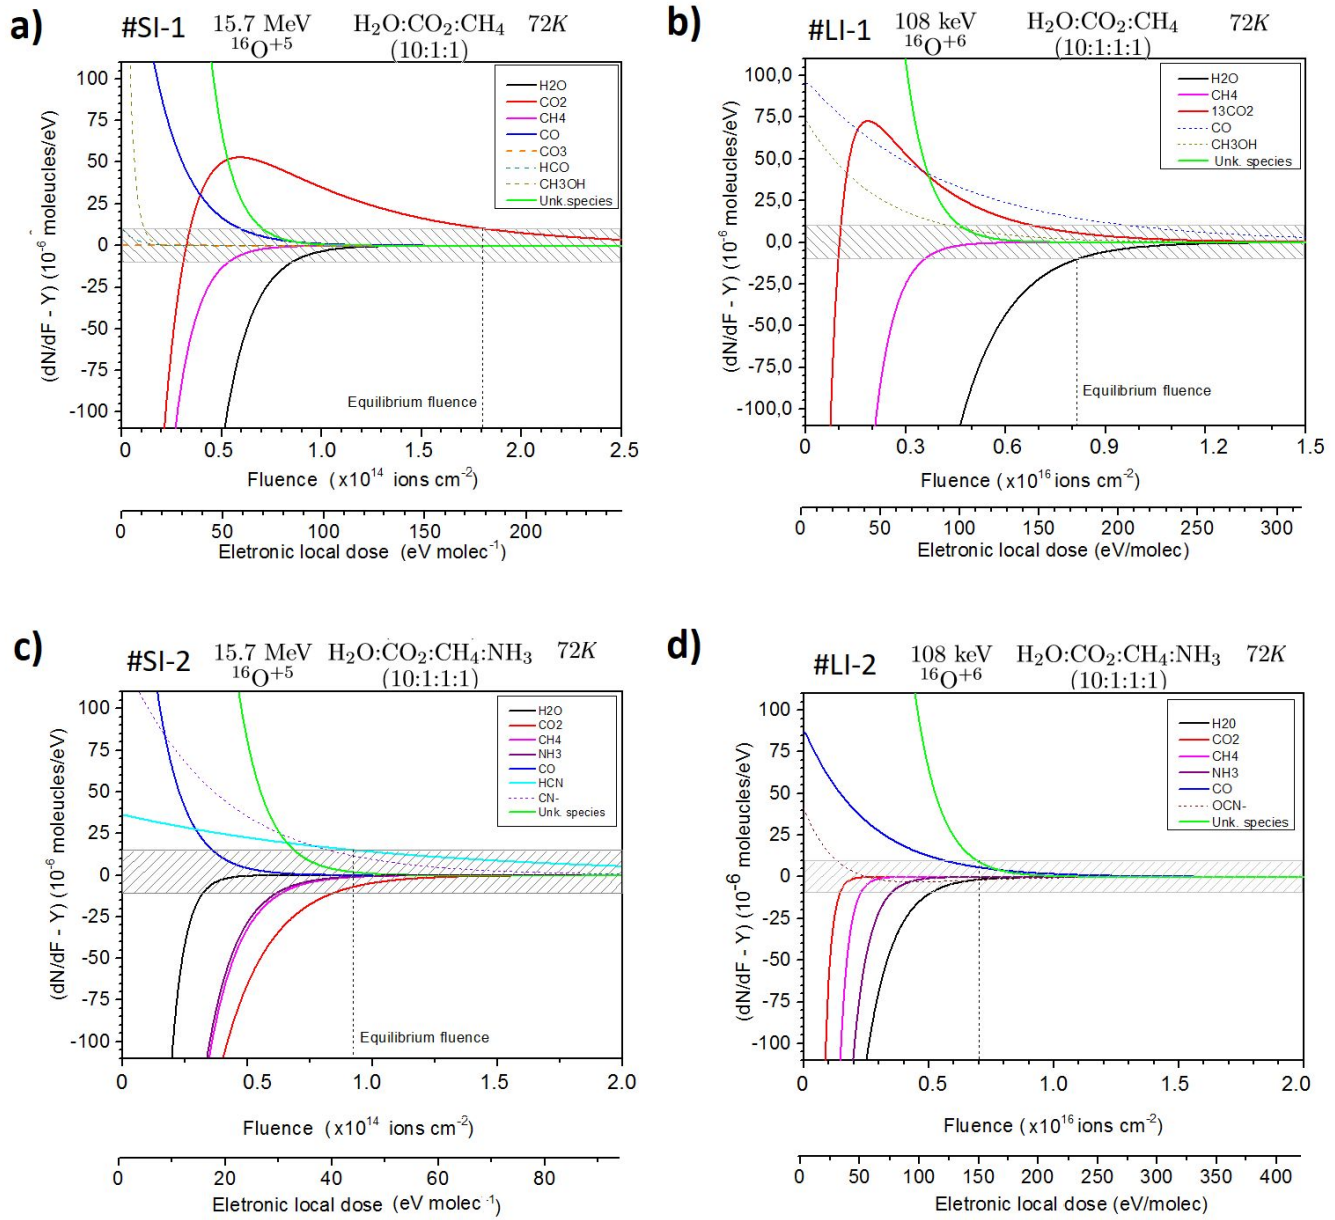 a)
#SI-1
15.7 MeV
¹⁶O⁺⁵
H₂O:CO₂:CH₄
(10:1:1)
72K
(dN/dF - Y) (10⁻⁶ moleucles/eV)
100
75
50
25
0
-25
-50
-75
-100
H2O
CO2
CH4
CO
CO3
HCO
CH3OH
Unk.species
Equilibrium fluence
0
0.5
1.0
1.5
2.0
2.5
Fluence (x10¹⁴ ions cm⁻²)
0
50
100
150
200
Eletronic local dose (eV molec⁻¹)
b)
#LI-1
108 keV
¹⁶O⁺⁶
H₂O:CO₂:CH₄
(10:1:1:1)
72K
(dN/dF - Y) (10⁻⁶ moleucles/eV)
100,0
75,0
50,0
25,0
0,0
-25,0
-50,0
-75,0
-100,0
H2O
CH4
13CO2
CO
CH3OH
Unk. species
Equilibrium fluence
0
0.3
0.6
0.9
1.2
1.5
Fluence (x10¹⁶ ions cm⁻²)
0
50
100
150
200
250
300
Eletronic local dose (eV/molec)
c)
#SI-2
15.7 MeV
¹⁶O⁺⁵
H₂O:CO₂:CH₄:NH₃
(10:1:1:1)
72K
(dN/dF - Y) (10⁻⁶ moleucles/eV)
100
75
50
25
0
-25
-50
-75
-100
H2O
CO2
CH4
NH3
CO
HCN
CN-
Unk. species
Equilibrium fluence
0
0.5
1.0
1.5
2.0
Fluence (x10¹⁴ ions cm⁻²)
0
20
40
60
80
Eletronic local dose (eV molec⁻¹)
d)
#LI-2
108 keV
¹⁶O⁺⁶
H₂O:CO₂:CH₄:NH₃
(10:1:1:1)
72K
(dN/dF - Y) (10⁻⁶ moleucles/eV)
100
75
50
25
0
-25
-50
-75
-100
H20
CO2
CH4
NH3
CO
OCN-
Unk. species
0
0.5
1.0
1.5
2.0
Fluence (x10¹⁶ ions cm⁻²)
0
50
100
150
200
250
300
350
400
Eletronic local dose (eV/molec)